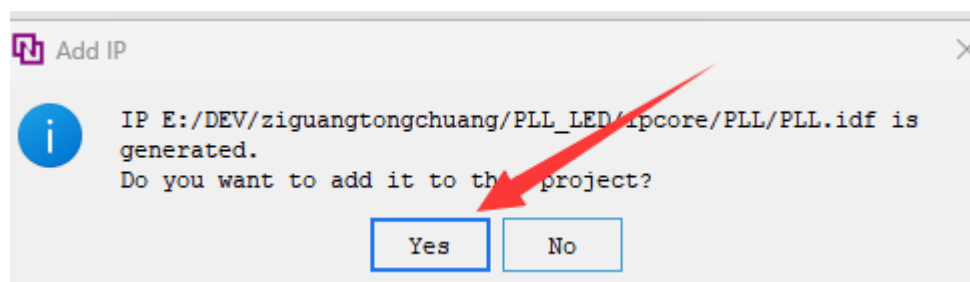 Add IP
IP E:/DEV/ziguangtongchuang/PLL_LED/ipcore/PLL/PLL.idf is
generated.
Do you want to add it to the project?
Yes
No